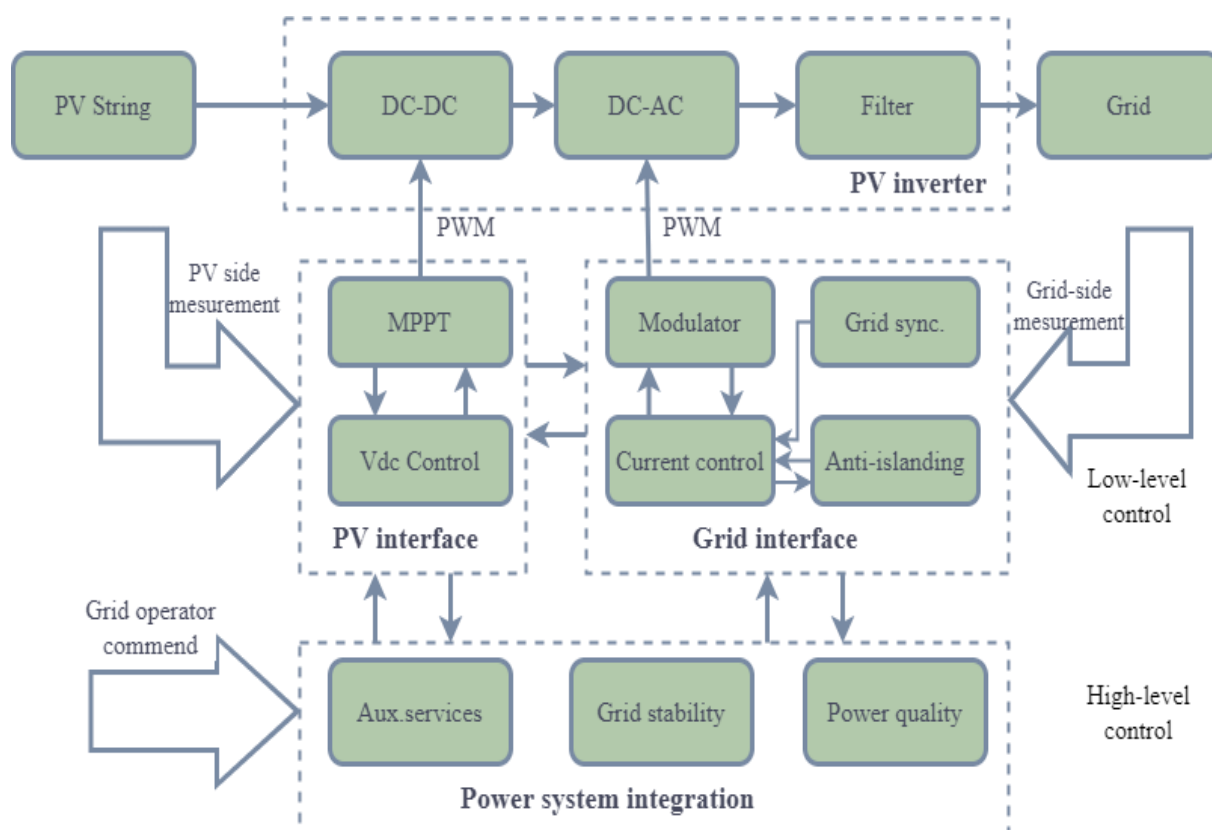 PV String
DC-DC
DC-AC
Filter
Grid
PV inverter
PWM
PWM
PV side
mesurement
MPPT
Modulator
Grid sync.
Grid-side
mesurement
Vdc Control
Current control
Anti-islanding
PV interface
Grid interface
Low-level
control
Grid operator
commend
Aux.services
Grid stability
Power quality
High-level
control
Power system integration